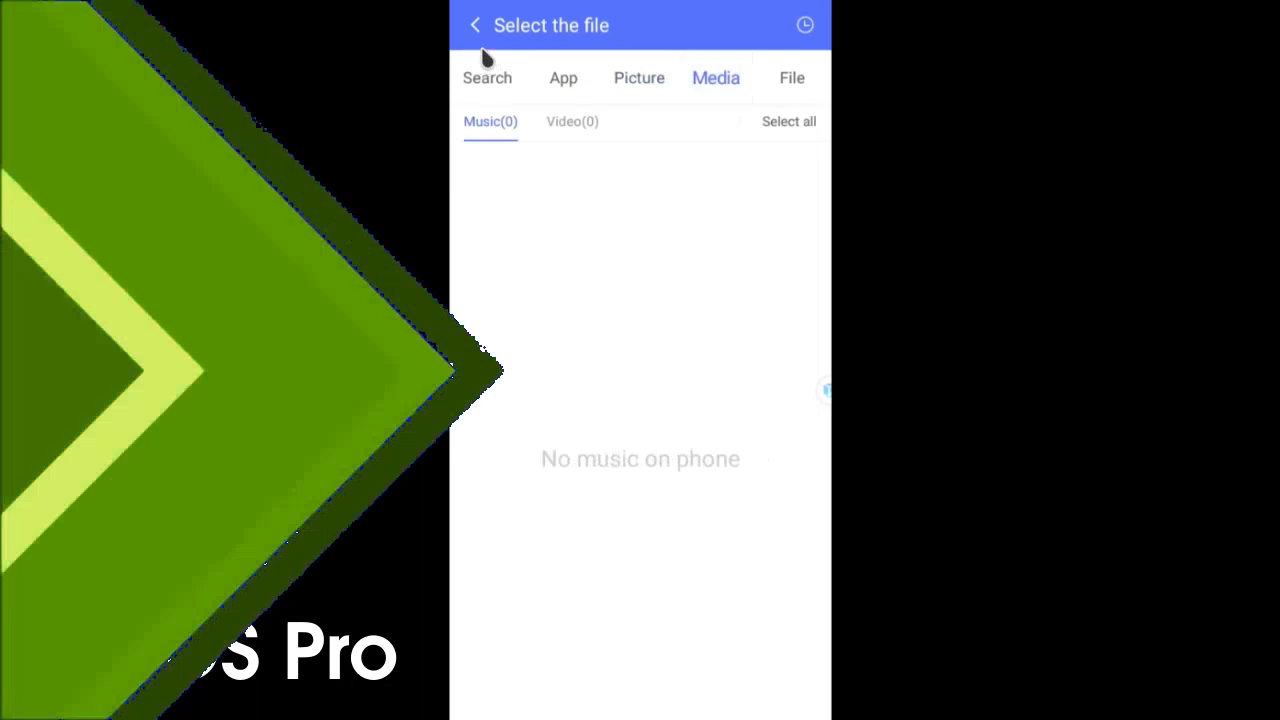 Select the file
Search App Picture Media File
Music(0) Video(0) Select all
No music on phone
Pro